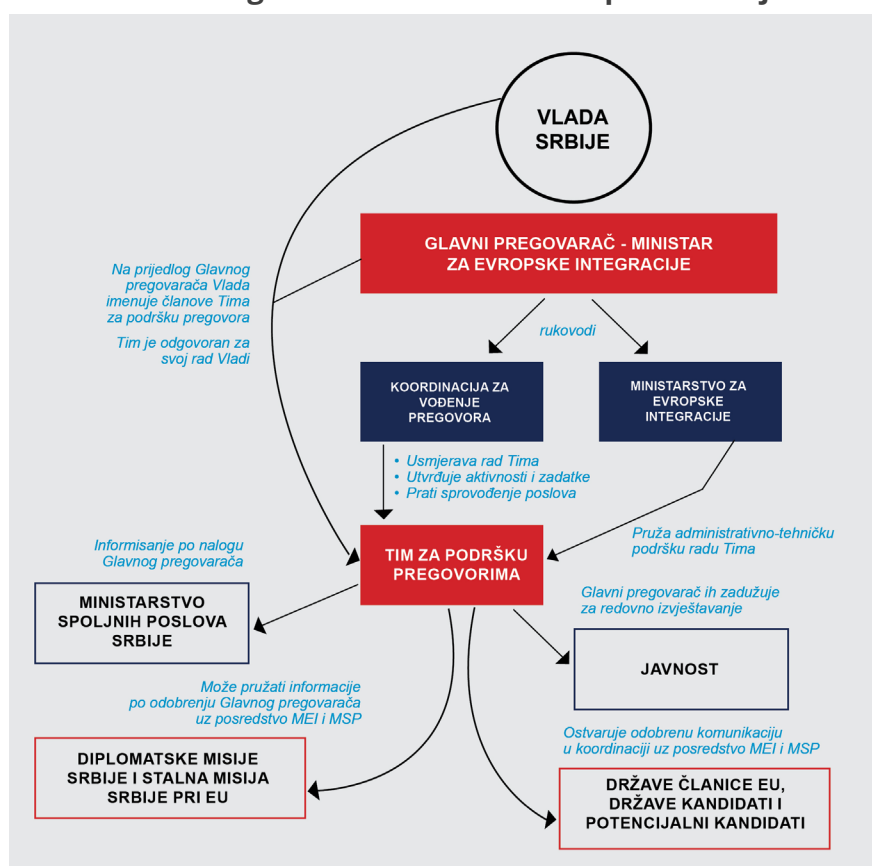 VLADA
SRBIJE
GLAVNI PREGOVARAČ - MINISTAR
ZA EVROPSKE INTEGRACIJE
Na prijedlog Glavnog
pregovarača Vlada
imenuje članove Tima
za podršku pregovora
Tim je odgovoran za
svoj rad Vladi
rukovodi
KOORDINACIJA ZA
VOĐENJE
PREGOVORA
MINISTARSTVO ZA
EVROPSKE
INTEGRACIJE
• Usmjerava rad Tima
• Utvrđuje aktivnosti i zadatke
• Prati sprovođenje poslova
Pruža administrativno-tehničku
podršku radu Tima
TIM ZA PODRŠKU
PREGOVORIMA
Informisanje po nalogu
Glavnog pregovarača
MINISTARSTVO
SPOLJNIH POSLOVA
SRBIJE
Glavni pregovarač ih zadužuje
za redovno izvještavanje
JAVNOST
Može pružati informacije
po odobrenju Glavnog pregovarača
uz posredstvo MEI i MSP
DIPLOMATSKE MISIJE
SRBIJE I STALNA MISIJA
SRBIJE PRI EU
Ostvaruje odobrenu komunikaciju
u koordinaciji uz posredstvo MEI i MSP
DRŽAVE ČLANICE EU,
DRŽAVE KANDIDATI I
POTENCIJALNI KANDIDATI